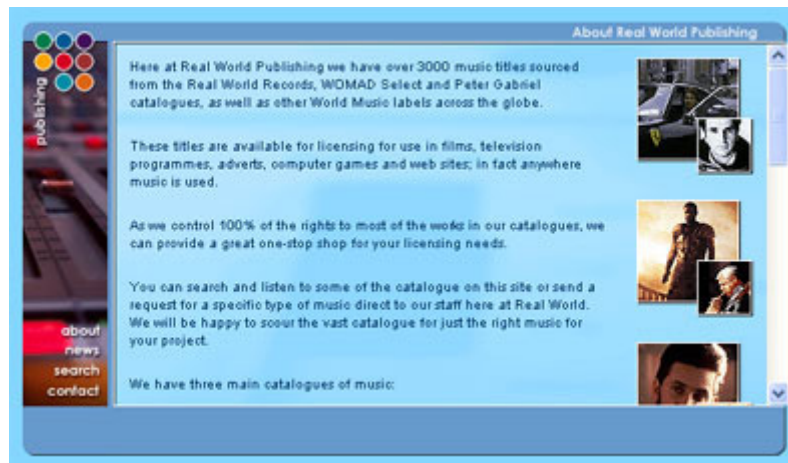 About Real World Publishing
publishing
Here at Real World Publishing we have over 3000 music titles sourced
from the Real World Records, WOMAD Select and Peter Gabriel
catalogues, as well as other World Music labels across the globe.
These titles are available for licensing for use in films, television
programmes, adverts, computer games and web sites; in fact anywhere
music is used.
As we control 100% of the rights to most of the works in our catalogues, we
can provide a great one-stop shop for your licensing needs.
You can search and listen to some of the catalogue on this site or send a
request for a specific type of music direct to our staff here at Real World.
We will be happy to scour the vast catalogue for just the right music for
your project.
We have three main catalogues of music:
about
news
search
contact